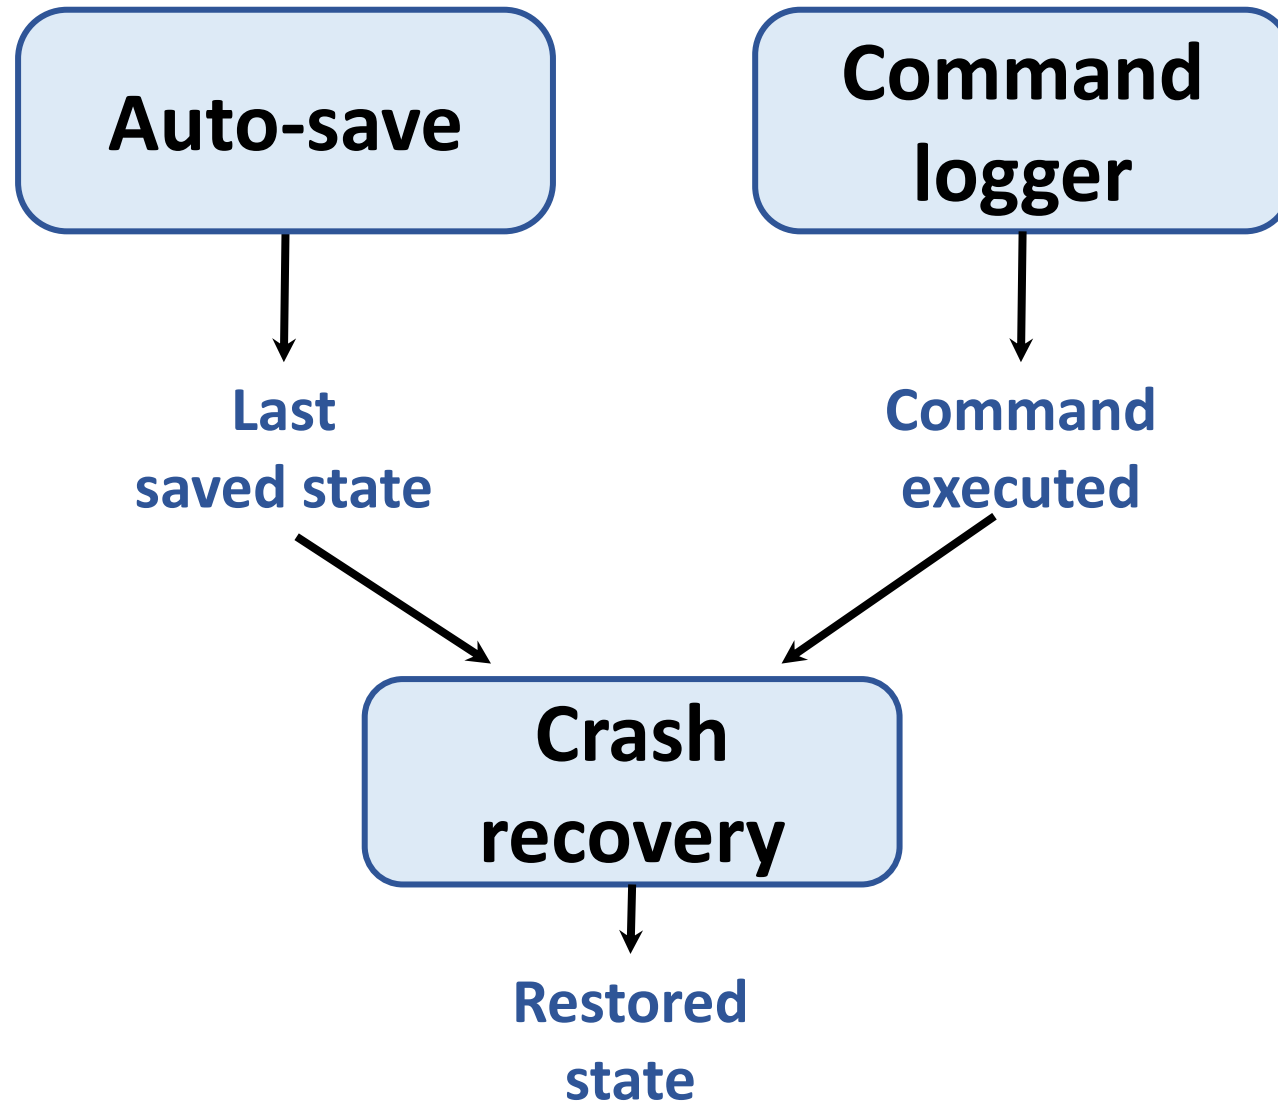 Auto-save
Command
logger
Last
saved state
Command
executed
Crash
recovery
Restored
state